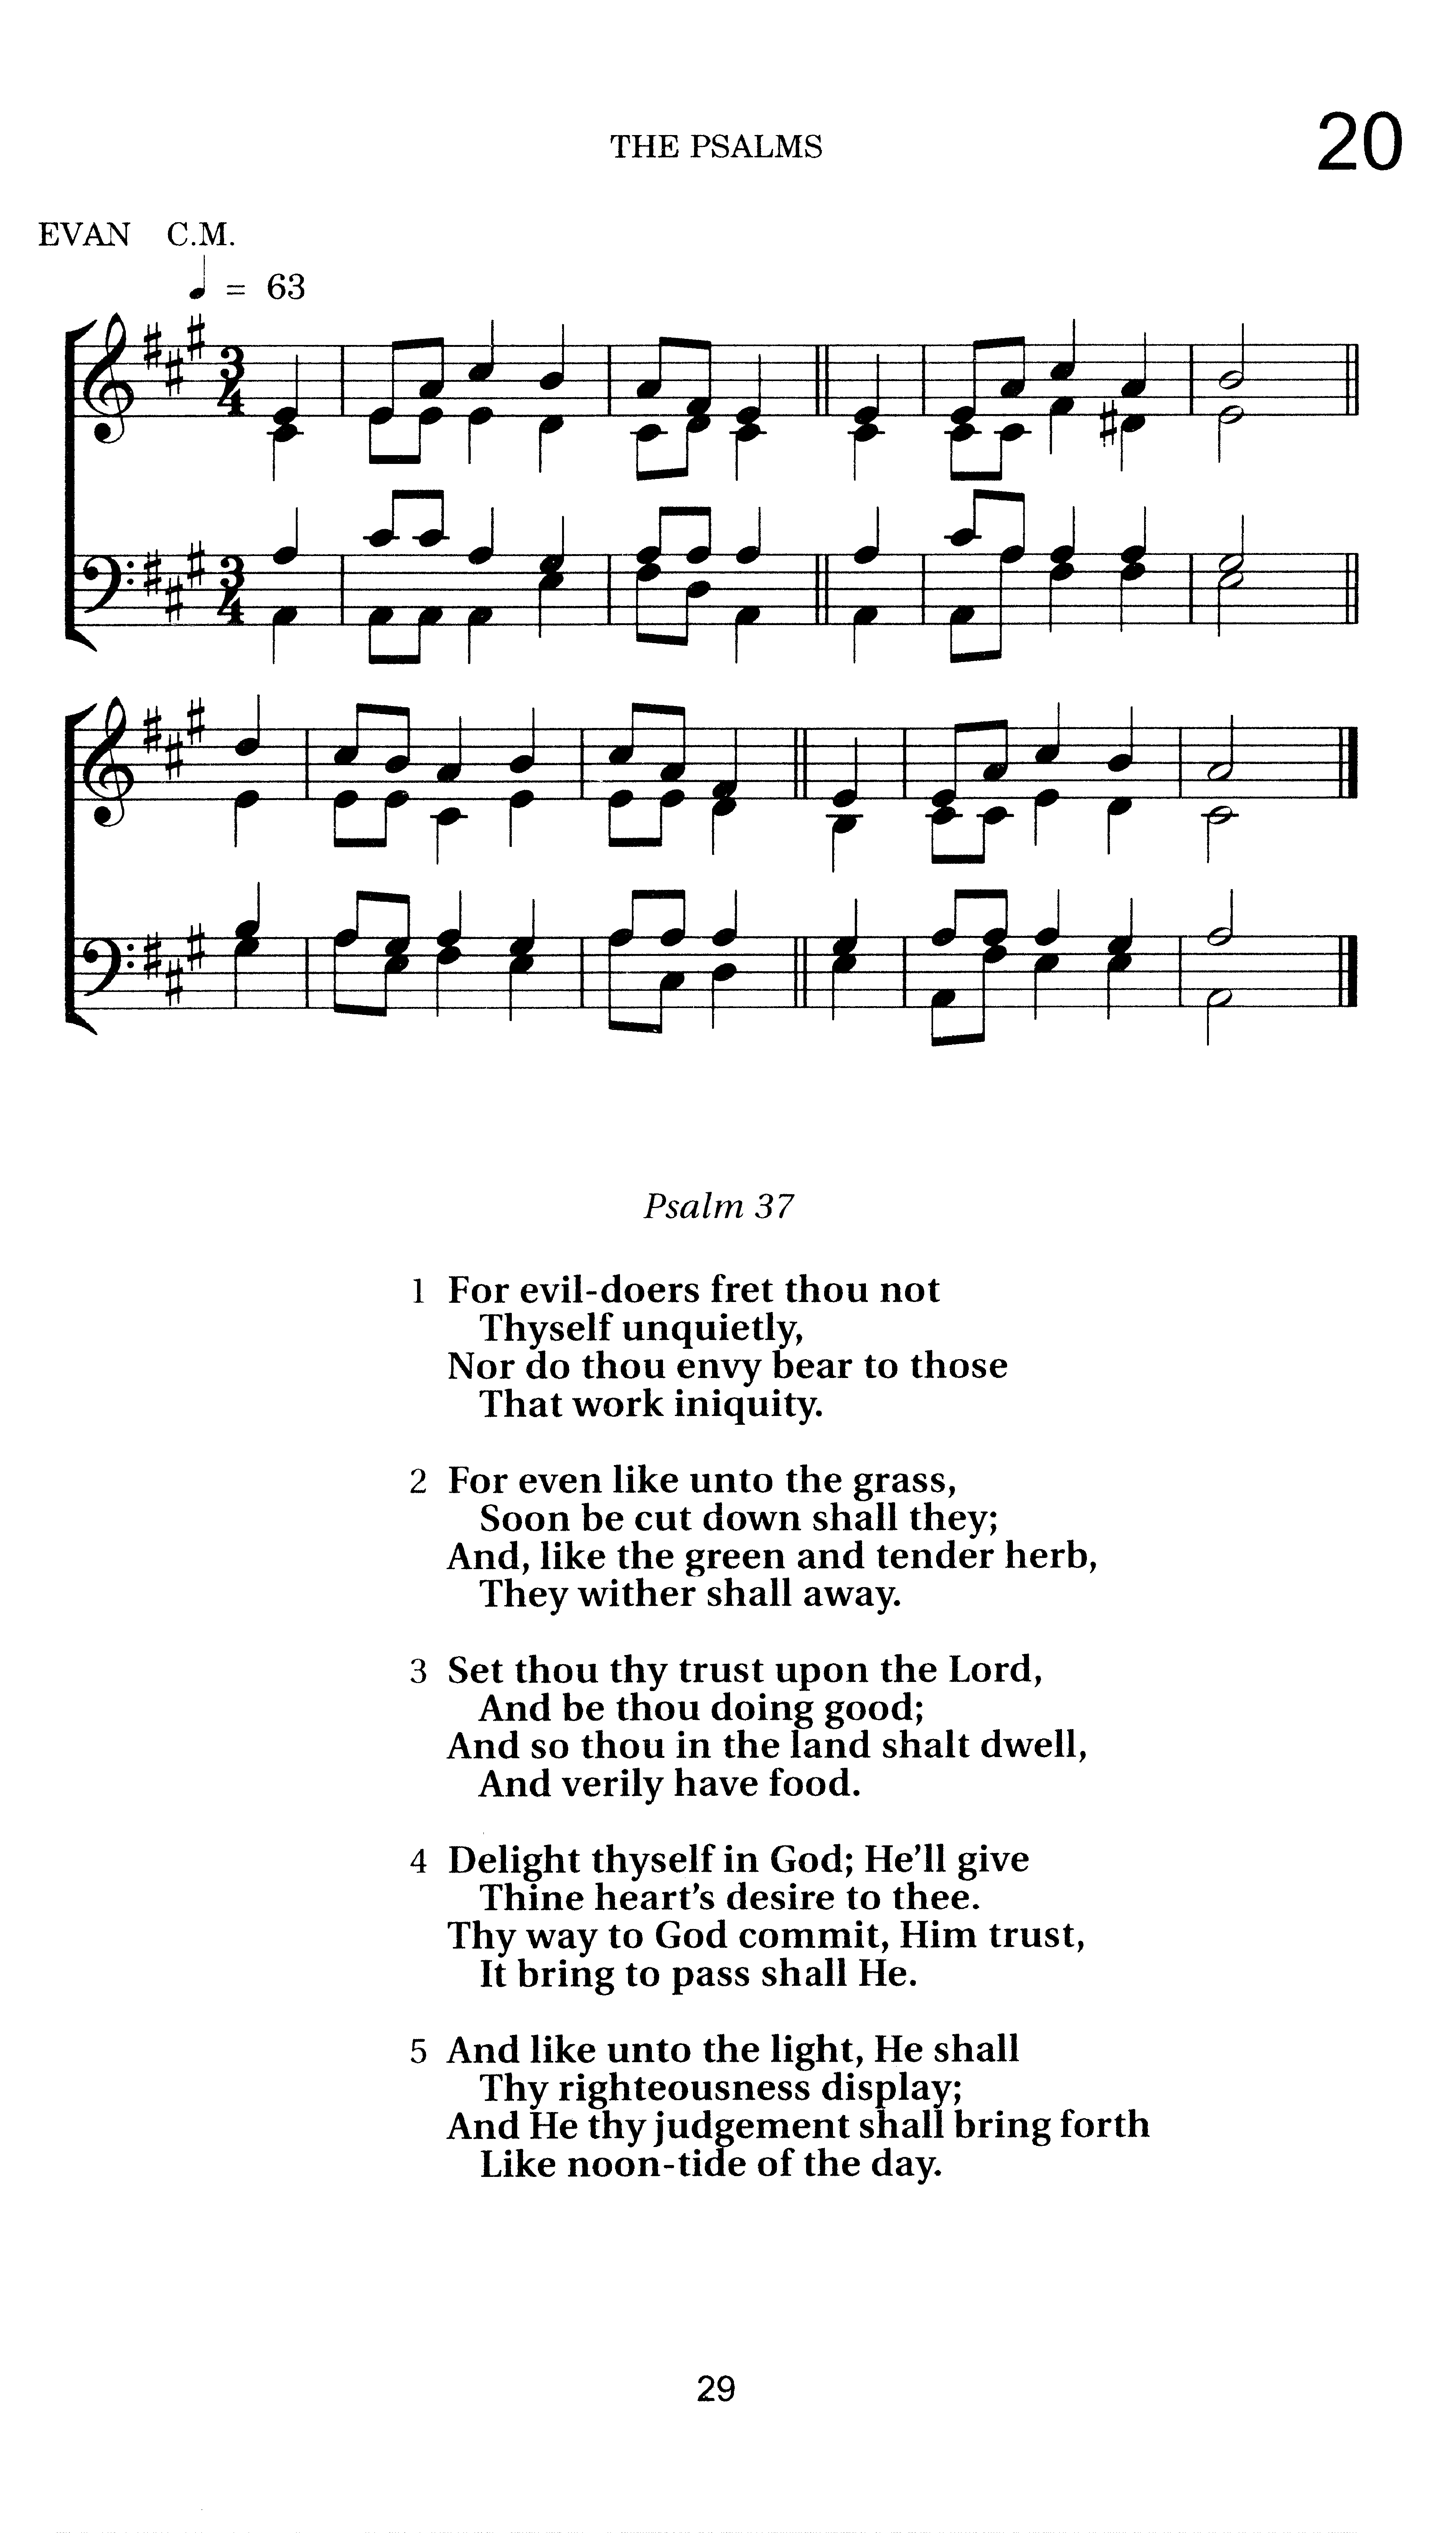 THE PSALMS
20
EVAN C.M.
♩ = 63
3
4
3
4
Psalm 37
1 For evil-doers fret thou not
Thyself unquietly,
Nor do thou envy bear to those
That work iniquity.
2 For even like unto the grass,
Soon be cut down shall they;
And, like the green and tender herb,
They wither shall away.
3 Set thou thy trust upon the Lord,
And be thou doing good;
And so thou in the land shalt dwell,
And verily have food.
4 Delight thyself in God; He’ll give
Thine heart’s desire to thee.
Thy way to God commit, Him trust,
It bring to pass shall He.
5 And like unto the light, He shall
Thy righteousness display;
And He thy judgement shall bring forth
Like noon-tide of the day.
29